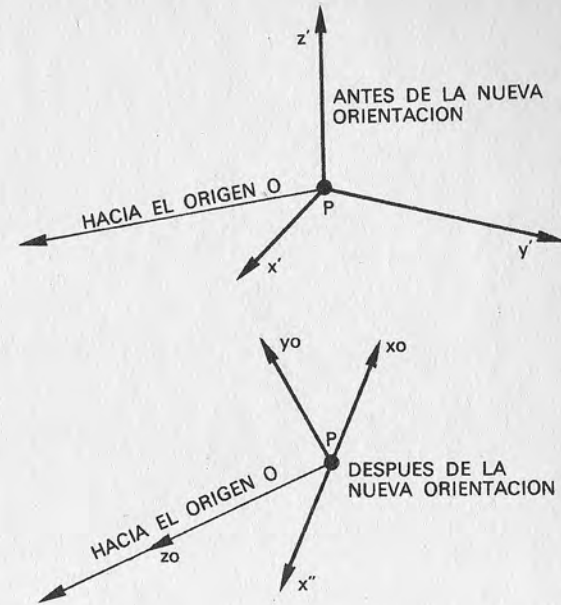 z'
ANTES DE LA NUEVA
ORIENTACION
HACIA EL ORIGEN O
P
x'
y'
yo
xo
P
DESPUES DE LA
NUEVA ORIENTACION
HACIA EL ORIGEN O
zo
x"